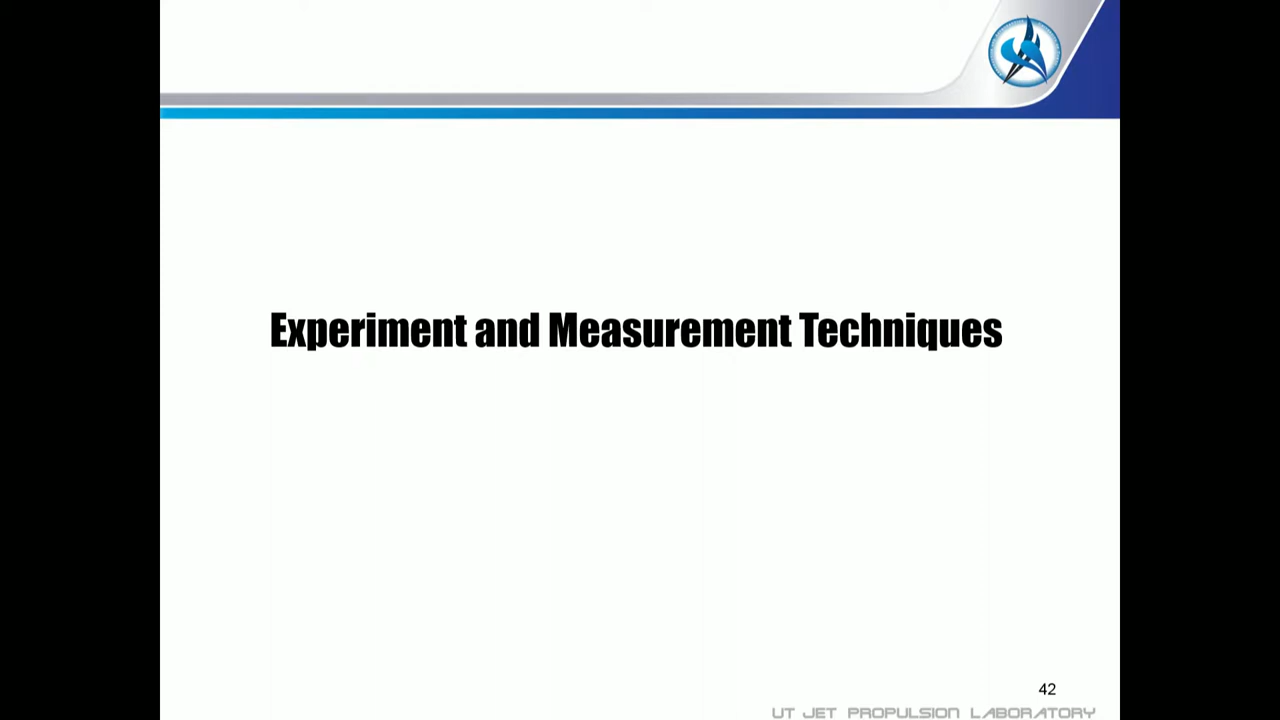 Experiment and Measurement Techniques
42
UT JET PROPULSION LABORATORY